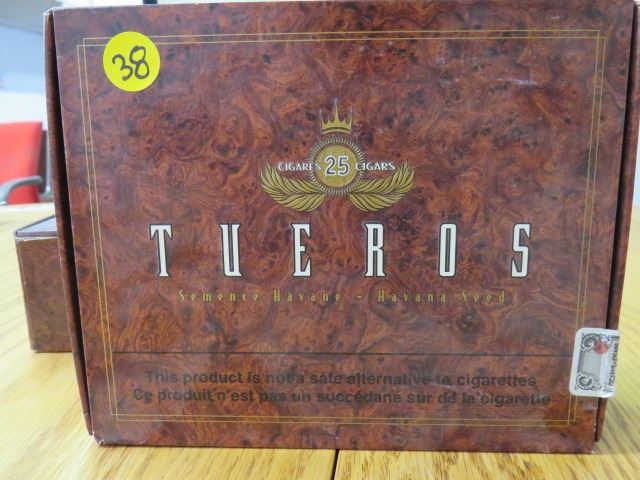 38
CIGARES 25 CIGARS
TUEROS
Semence Havane - Havana Seed
This product is not a safe alternative to cigarettes
Ce produit n'est pas un succédané sûr de la cigarette